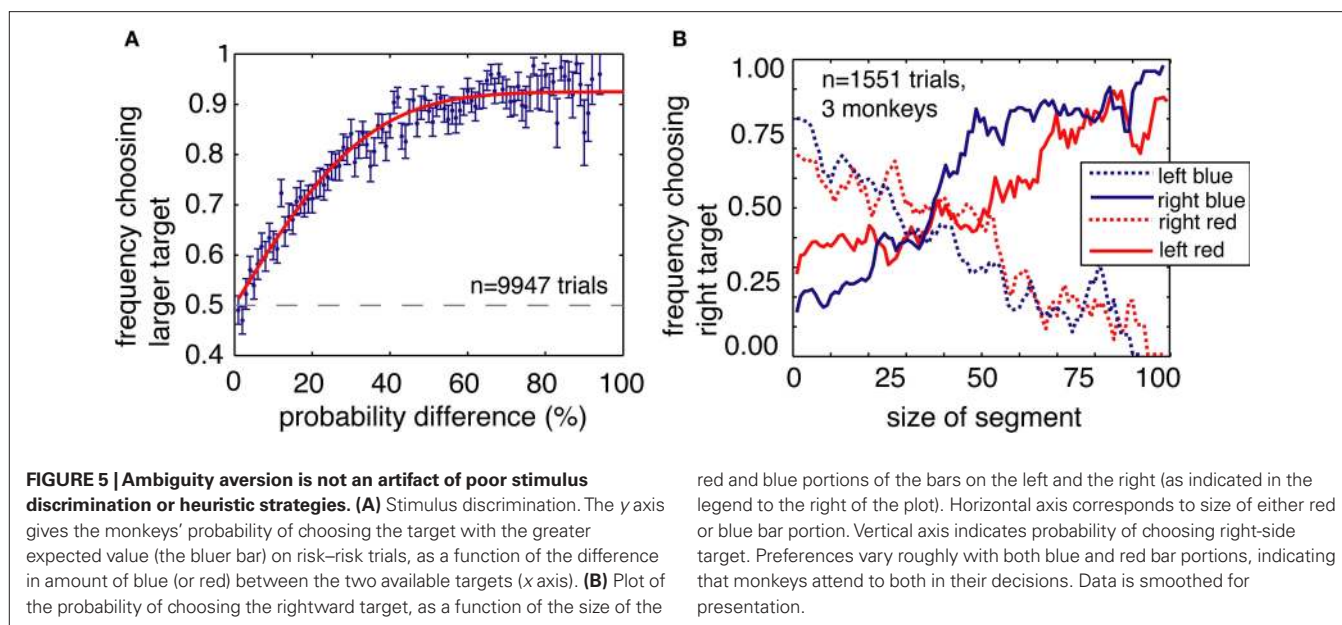 A
1
0.9
0.8
0.7
0.6
0.5
0.4
frequency choosing
larger target
n=9947 trials
0 20 40 60 80 100
probability difference (%)
B
1.00
0.75
0.50
0.25
0.00
frequency choosing
right target
n=1551 trials,
3 monkeys
left blue
right blue
right red
left red
0 25 50 75 100
size of segment
FIGURE 5 | Ambiguity aversion is not an artifact of poor stimulus
discrimination or heuristic strategies. (A) Stimulus discrimination. The y axis
gives the monkeys’ probability of choosing the target with the greater
expected value (the bluer bar) on risk–risk trials, as a function of the difference
in amount of blue (or red) between the two available targets (x axis). (B) Plot of
the probability of choosing the rightward target, as a function of the size of the
red and blue portions of the bars on the left and the right (as indicated in the
legend to the right of the plot). Horizontal axis corresponds to size of either red
or blue bar portion. Vertical axis indicates probability of choosing right-side
target. Preferences vary roughly with both blue and red bar portions, indicating
that monkeys attend to both in their decisions. Data is smoothed for
presentation.